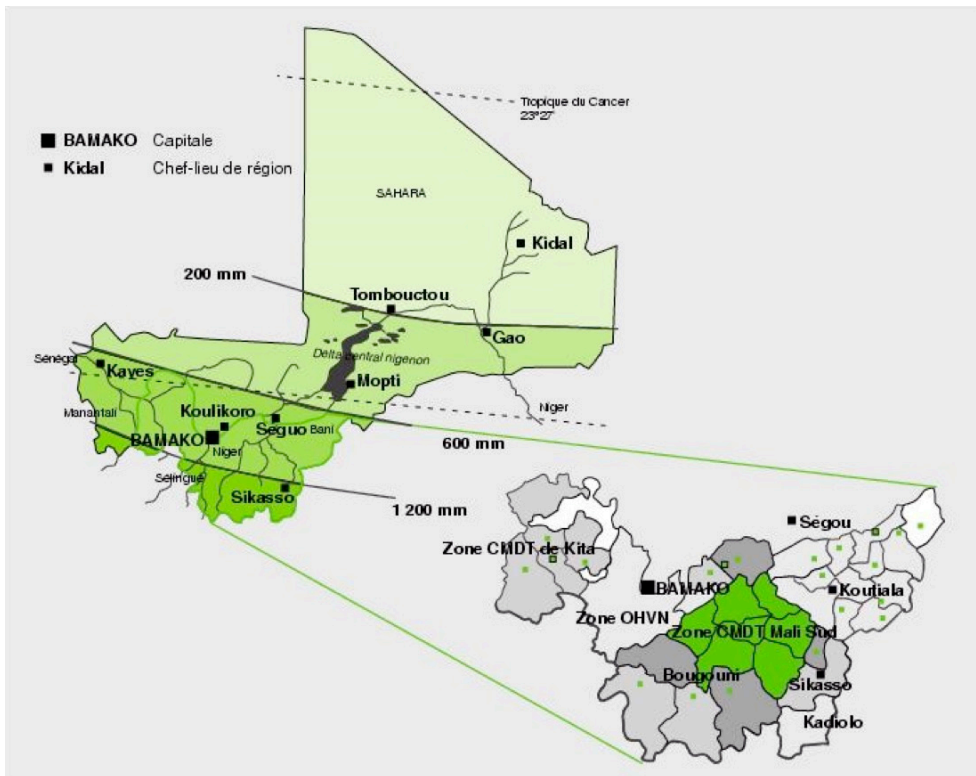 Tropique du Cancer
23°27'
BAMAKO Capitale
Kidal Chef-lieu de région
SAHARA
Kidal
200 mm
Tombouctou
Gao
Delta central nigenon
Sénégal
Kayes
Mopti
Niger
Manantali
Koulikoro
Seguo Bani
BAMAKO
Niger
600 mm
Sélingué
Sikasso
1 200 mm
Ségou
Zone CMDT de Kita
BAMAKO
Koutiala
Zone OHVN
Zone CMDT Mali Sud
Bougouni
Sikasso
Kadiolo